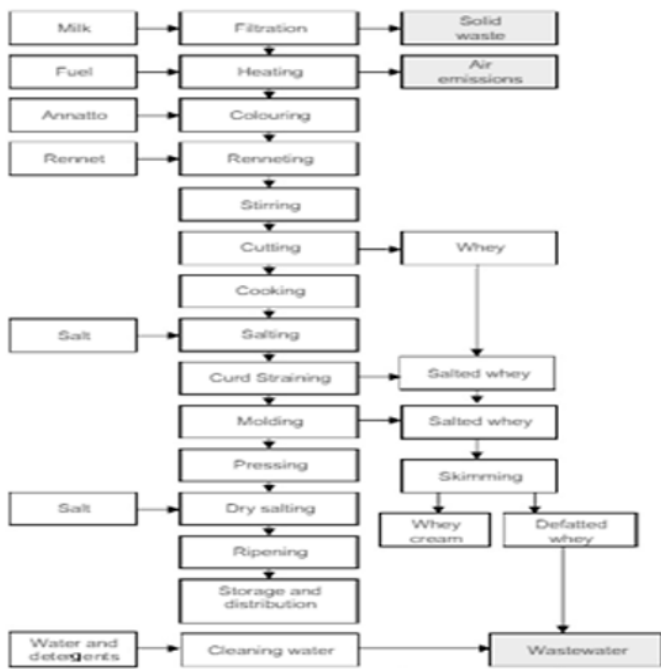 Milk
Filtration
Solid
waste
Fuel
Heating
Air
emissions
Annatto
Colouring
Rennet
Renneting
Stirring
Cutting
Whey
Cooking
Salt
Salting
Curd Straining
Salted whey
Molding
Salted whey
Pressing
Skimming
Salt
Dry salting
Whey
cream
Defatted
whey
Ripening
Storage and
distribution
Water and
detergents
Cleaning water
Wastewater